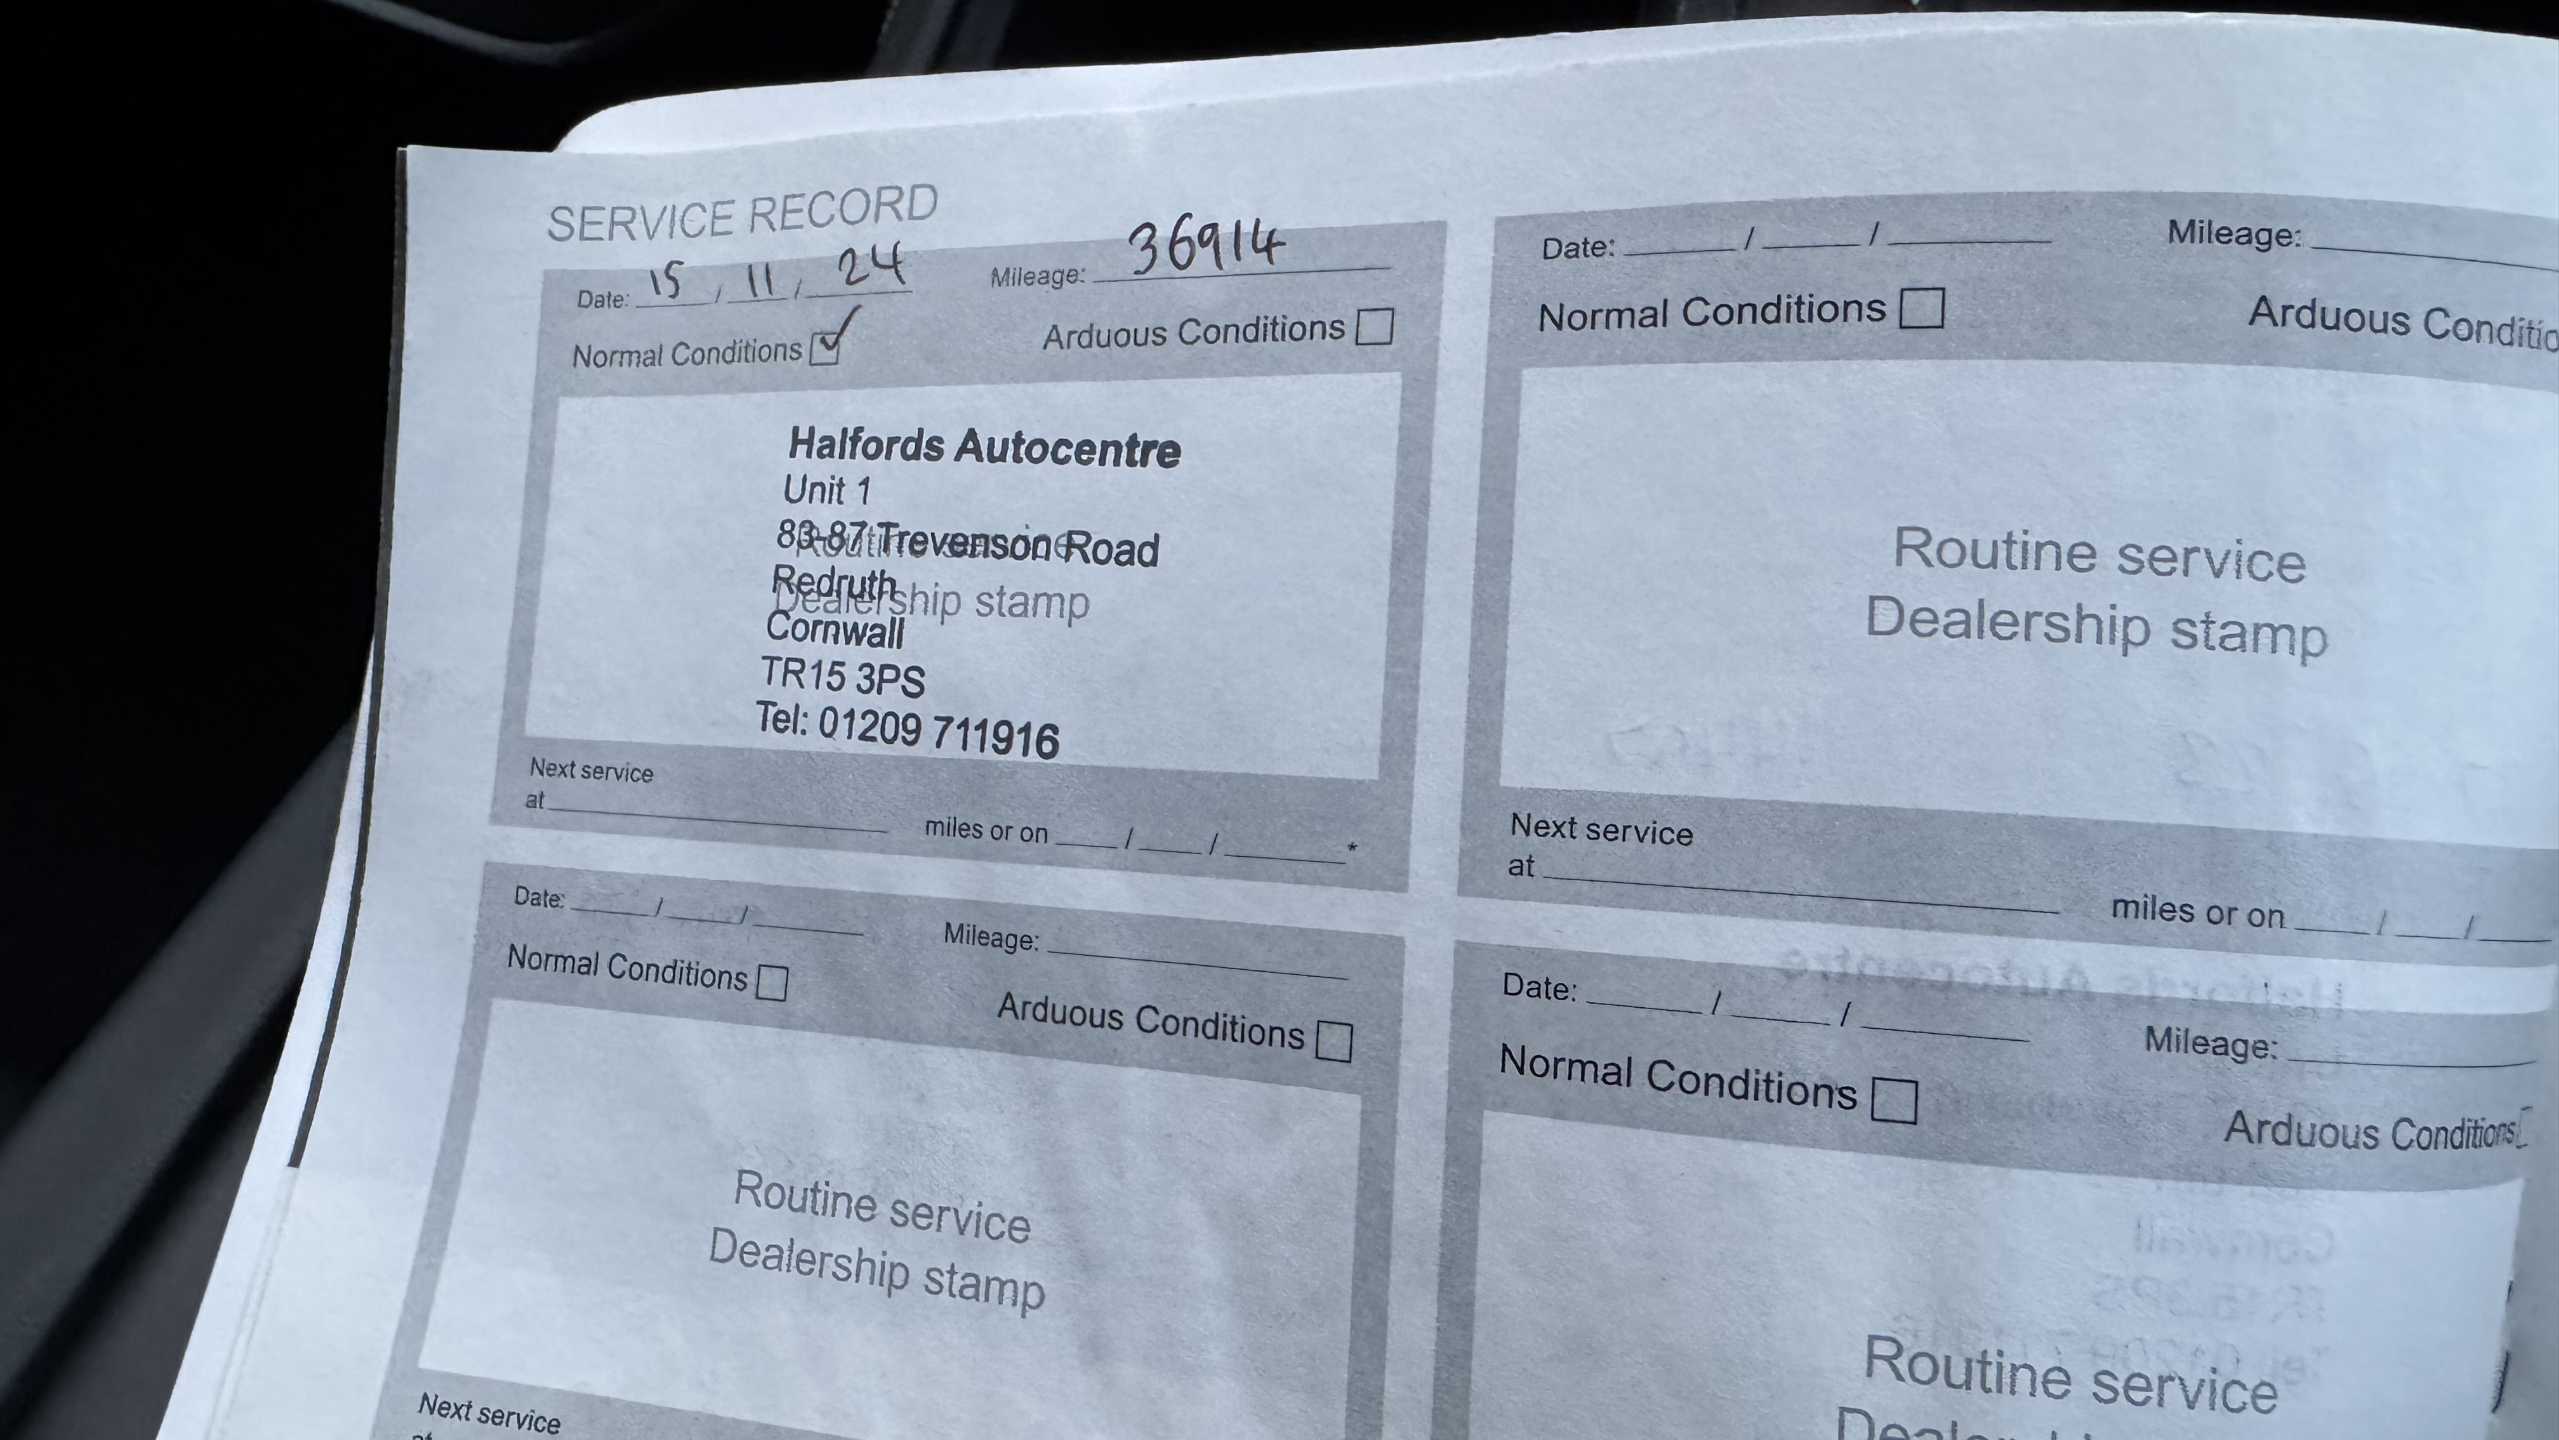 SERVICE RECORD
Date: 15 / 11 / 24 Mileage: 36914
Normal Conditions Arduous Conditions
Halfords Autocentre
Unit 1
83-87 Trevenson Road
Redruth
Dealership stamp
Cornwall
TR15 3PS
Tel: 01209 711916
Next service
at miles or on / / *
Date: / / Mileage:
Normal Conditions Arduous Conditions
Routine service
Dealership stamp
Next service
Date: / / Mileage:
Normal Conditions Arduous
Routine service
Dealership stamp
Next service
at miles or on / /
Date: / / Mileage:
Normal Conditions Arduous Conditions
Routine service